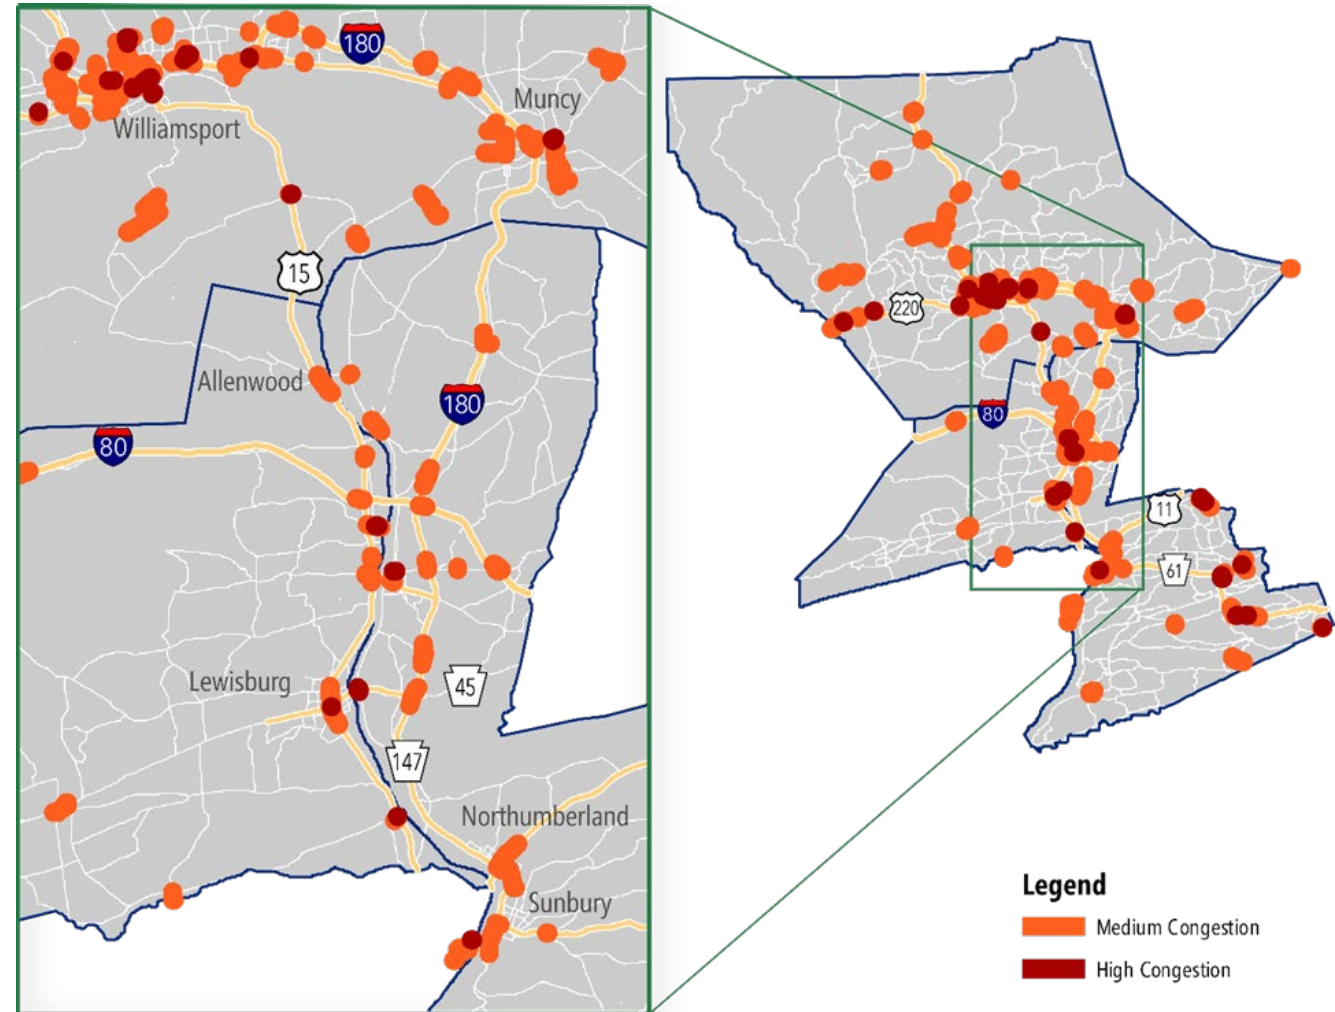 180
Muncy
Williamsport
15
Allenwood
180
80
Lewisburg
45
147
Northumberland
Sunbury
220
80
11
61
Legend
Medium Congestion
High Congestion